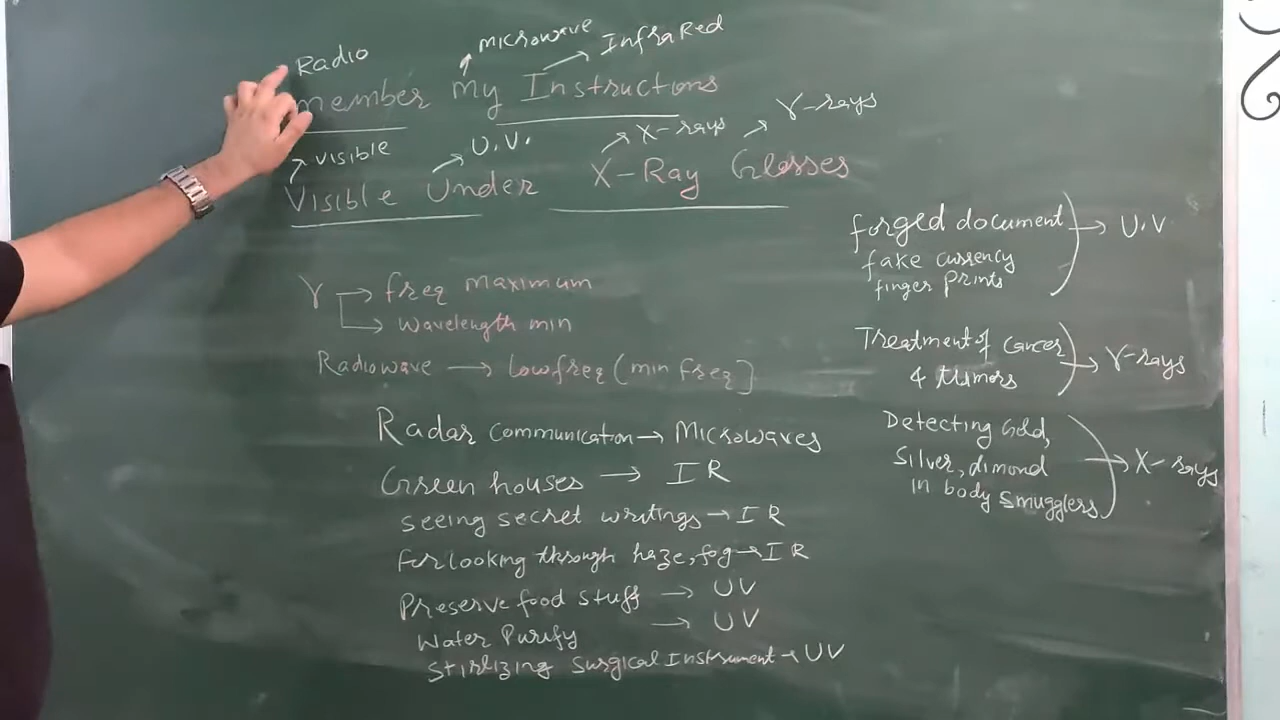 Radio
microwave
InfraRed
member my Instructions
visible
U.V.
X-rays
γ-rays
Visible Under X-Ray Glasses
γ → freq maximum
→ wavelength min
Radiowave → low freq (min freq]
Radar communication → Microwaves
Green houses → IR
seeing secret writings → IR
for looking through haze, fog → IR
Preserve food stuff → UV
Water Purify → UV
Stirlizing Surgical Instrument → UV
forged document
fake currency
finger prints
→ U.V
Treatment of cancer
& tumors
→ γ-rays
Detecting Gold,
Silver, dimond
in body smugglers
→ X-rays